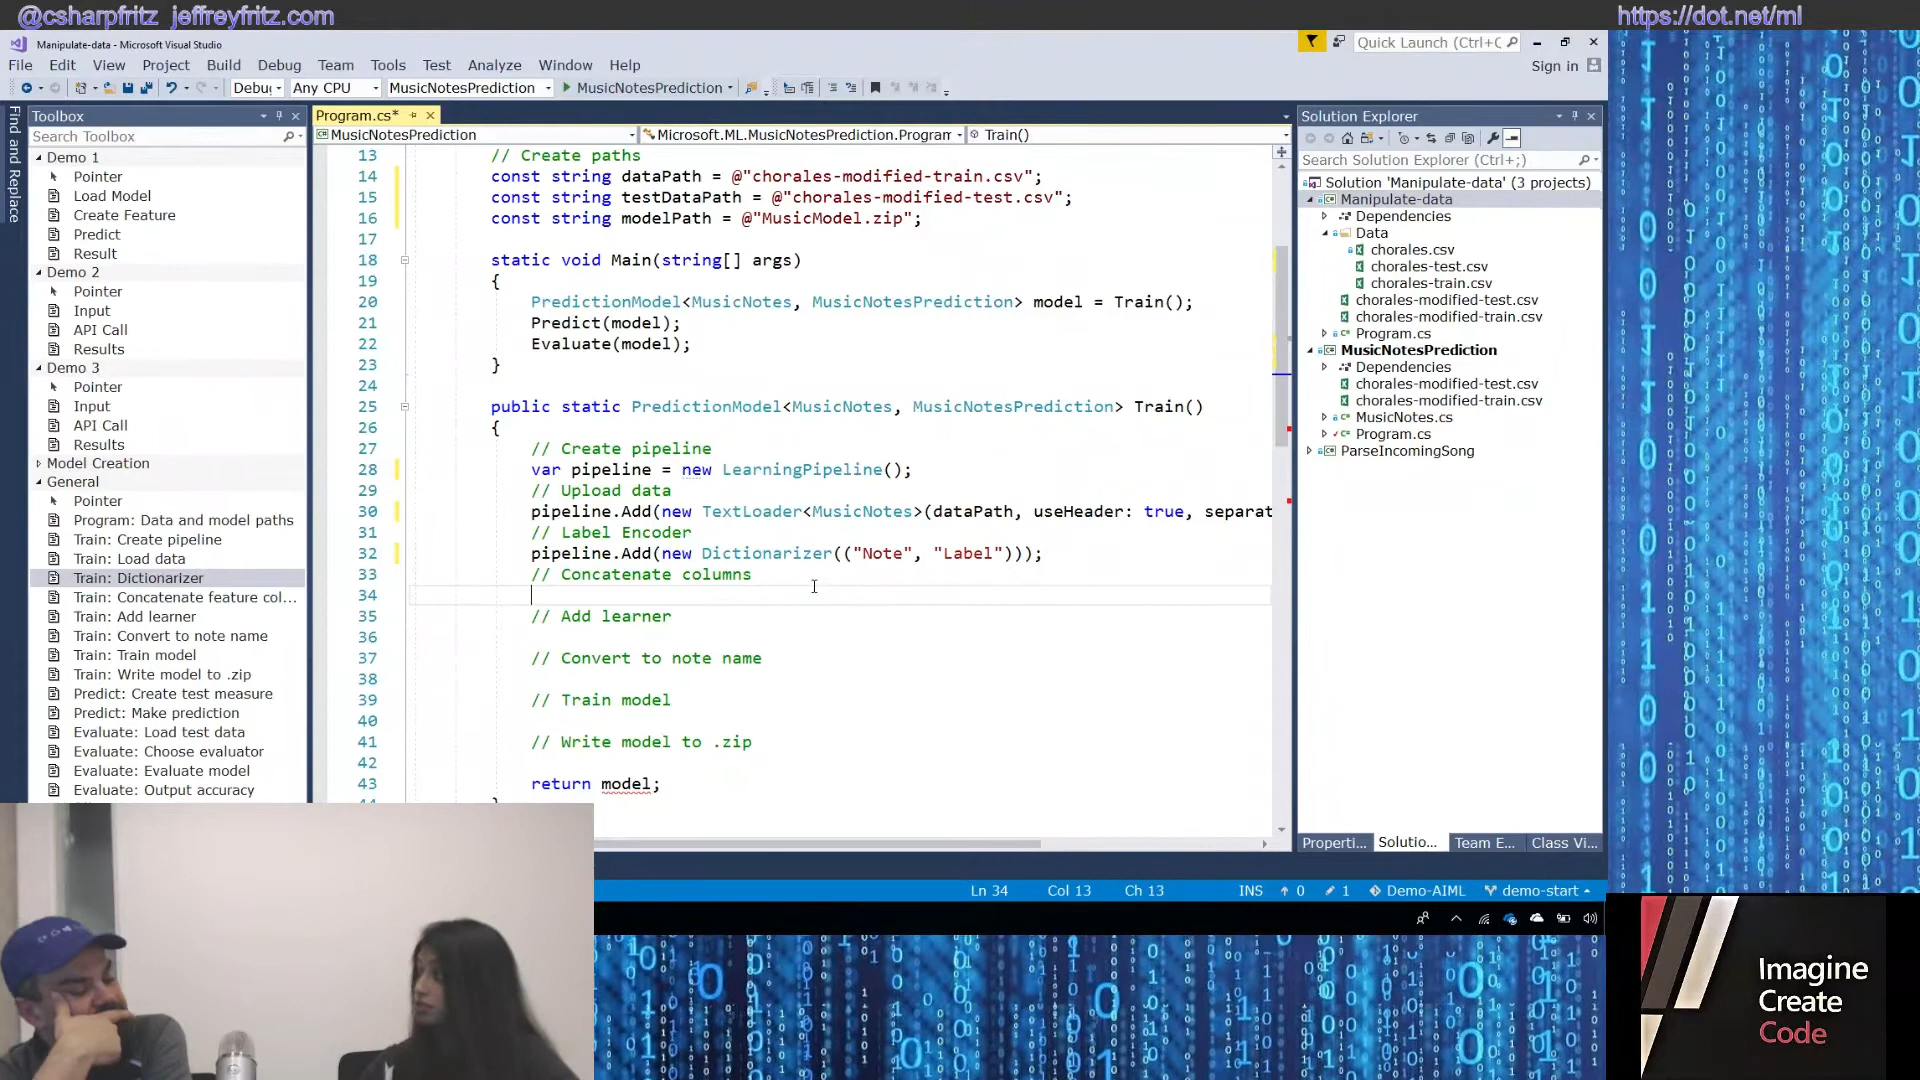 @csharpfritz jeffreyfritz.com
https://dot.net/ml
Manipulate-data - Microsoft Visual Studio
Quick Launch (Ctrl+Q
File Edit View Project Build Debug Team Tools Test Analyze Window Help
Sign in
Debug Any CPU MusicNotesPrediction MusicNotesPrediction
Find and Replace
Toolbox
Search Toolbox
Demo 1
Pointer
Load Model
Create Feature
Predict
Result
Demo 2
Pointer
Input
API Call
Results
Demo 3
Pointer
Input
API Call
Results
Model Creation
General
Pointer
Program: Data and model paths
Train: Create pipeline
Train: Load data
Train: Dictionarizer
Train: Concatenate feature col...
Train: Add learner
Train: Convert to note name
Train: Train model
Train: Write model to .zip
Predict: Create test measure
Predict: Make prediction
Evaluate: Load test data
Evaluate: Choose evaluator
Evaluate: Evaluate model
Evaluate: Output accuracy
Program.cs*
MusicNotesPrediction Microsoft.ML.MusicNotesPrediction.Program Train()
13 // Create paths
14 const string dataPath = @"chorales-modified-train.csv";
15 const string testDataPath = @"chorales-modified-test.csv";
16 const string modelPath = @"MusicModel.zip";
17
18 static void Main(string[] args)
19 {
20 PredictionModel<MusicNotes, MusicNotesPrediction> model = Train();
21 Predict(model);
22 Evaluate(model);
23 }
24
25 public static PredictionModel<MusicNotes, MusicNotesPrediction> Train()
26 {
27 // Create pipeline
28 var pipeline = new LearningPipeline();
29 // Upload data
30 pipeline.Add(new TextLoader<MusicNotes>(dataPath, useHeader: true, separat
31 // Label Encoder
32 pipeline.Add(new Dictionarizer(("Note", "Label")));
33 // Concatenate columns
34
35 // Add learner
36
37 // Convert to note name
38
39 // Train model
40
41 // Write model to .zip
42
43 return model;
Solution Explorer
Search Solution Explorer (Ctrl+;)
Solution 'Manipulate-data' (3 projects)
Manipulate-data
Dependencies
Data
chorales.csv
chorales-test.csv
chorales-train.csv
chorales-modified-test.csv
chorales-modified-train.csv
Program.cs
MusicNotesPrediction
Dependencies
chorales-modified-test.csv
chorales-modified-train.csv
MusicNotes.cs
Program.cs
ParseIncomingSong
Properti... Solutio... Team E... Class Vi...
Ln 34 Col 13 Ch 13 INS 0 1 Demo-AIML demo-start
Imagine
Create
Code